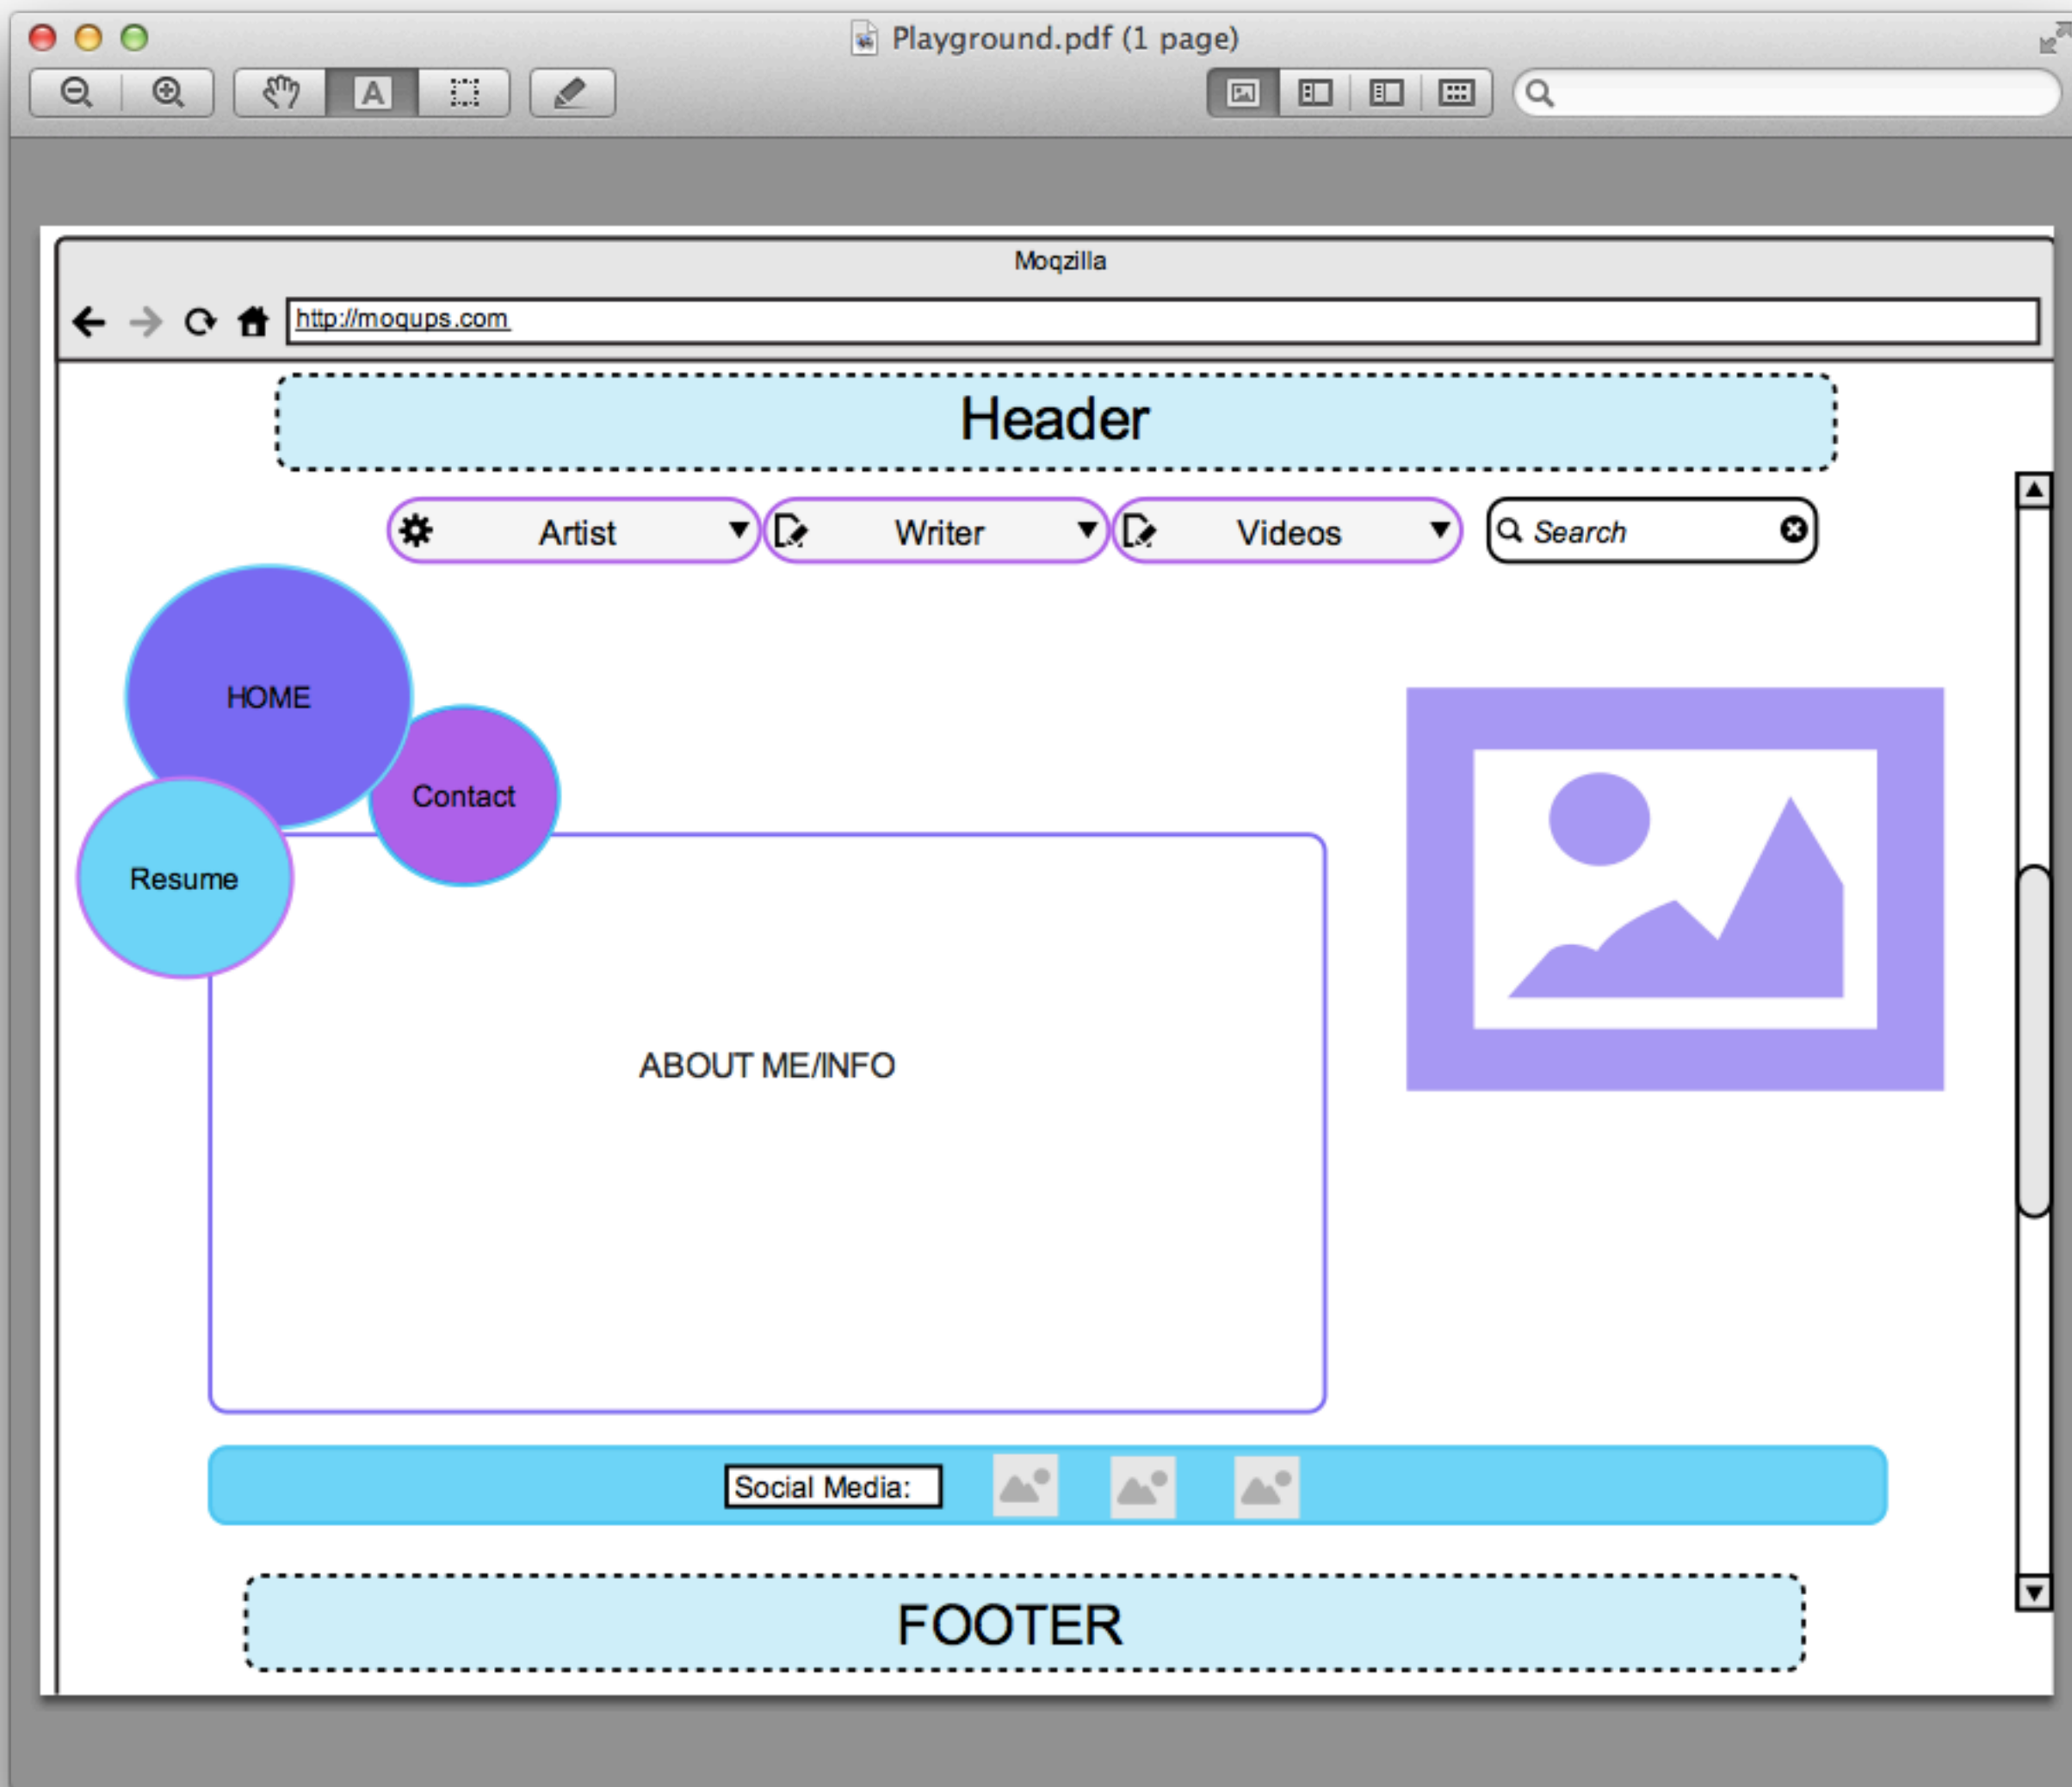 Playground.pdf (1 page)
A
Moqzilla
http://moqups.com
Header
Artist
Writer
Videos
Search
HOME
Contact
Resume
ABOUT ME/INFO
Social Media:
FOOTER